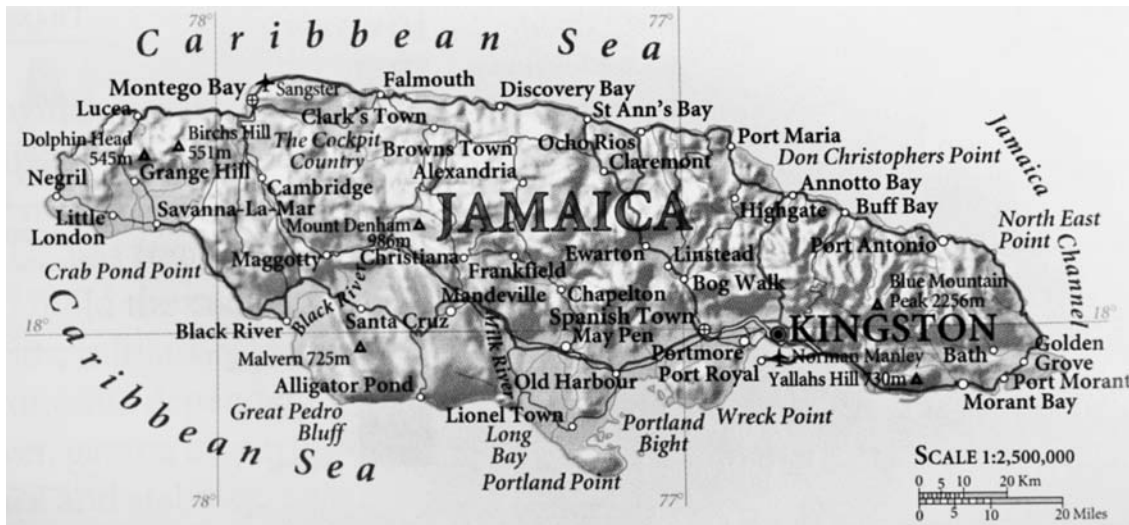 78°
77°
Caribbean Sea
Montego Bay
Sangster
Falmouth
Discovery Bay
St Ann's Bay
Lucea
Clark's Town
Dolphin Head
545m
Birchs Hill
551m
The Cockpit
Country
Browns Town
Ocho Rios
Port Maria
Jamaica Channel
Don Christophers Point
Grange Hill
Negril
Cambridge
Alexandria
Claremont
Annotto Bay
JAMAICA
Highgate
Buff Bay
North East
Point
Little
London
Savanna-La-Mar
Mount Denham
986m
Ewarton
Linstead
Port Antonio
Crab Pond Point
Maggotty
Christiana
Frankfield
Bog Walk
Blue Mountain
Peak 2256m
Black River
Mandeville
Chapelton
18°
18°
Black River
Santa Cruz
Milk River
Spanish Town
May Pen
KINGSTON
Malvern 725m
Portmore
Norman Manley
Bath
Golden
Grove
Alligator Pond
Old Harbour
Port Royal
Yallahs Hill 730m
Port Morant
Caribbean Sea
Great Pedro
Bluff
Lionel Town
Long
Bay
Portland
Bight
Wreck Point
Morant Bay
Portland Point
SCALE 1:2,500,000
0 5 10 20 Km
0 5 10 20 Miles
78°
77°